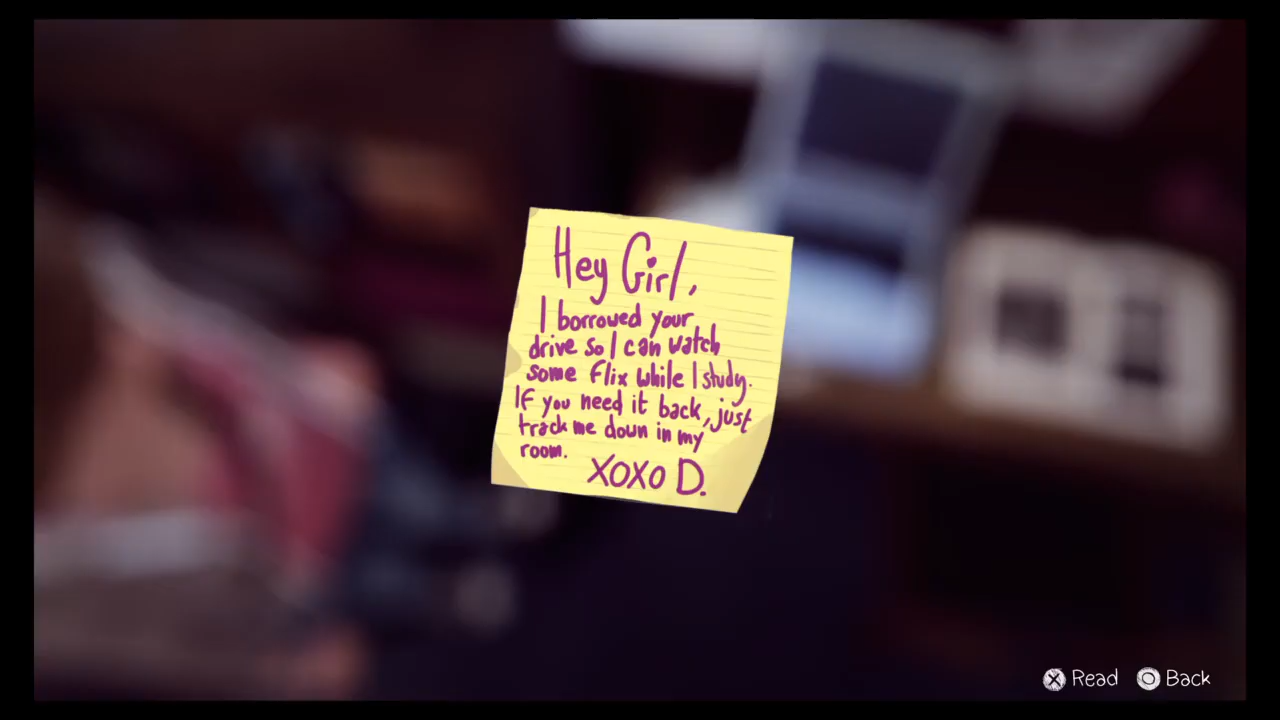 Hey Girl,
I borrowed your
drive so I can watch
some flix while I study.
If you need it back, just
track me down in my
room.
XOXO D.
Read Back